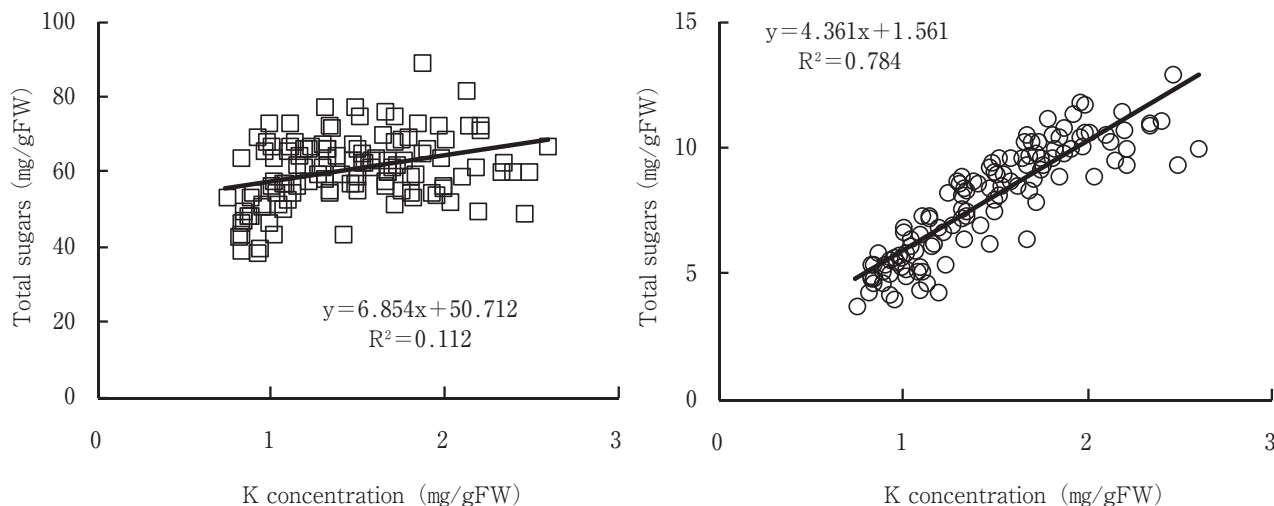 100
80
60
40
20
0
0
1
2
3
Total sugars (mg/gFW)
K concentration (mg/gFW)
y=6.854x+50.712
R²=0.112
15
10
5
0
0
1
2
3
Total sugars (mg/gFW)
K concentration (mg/gFW)
y=4.361x+1.561
R²=0.784